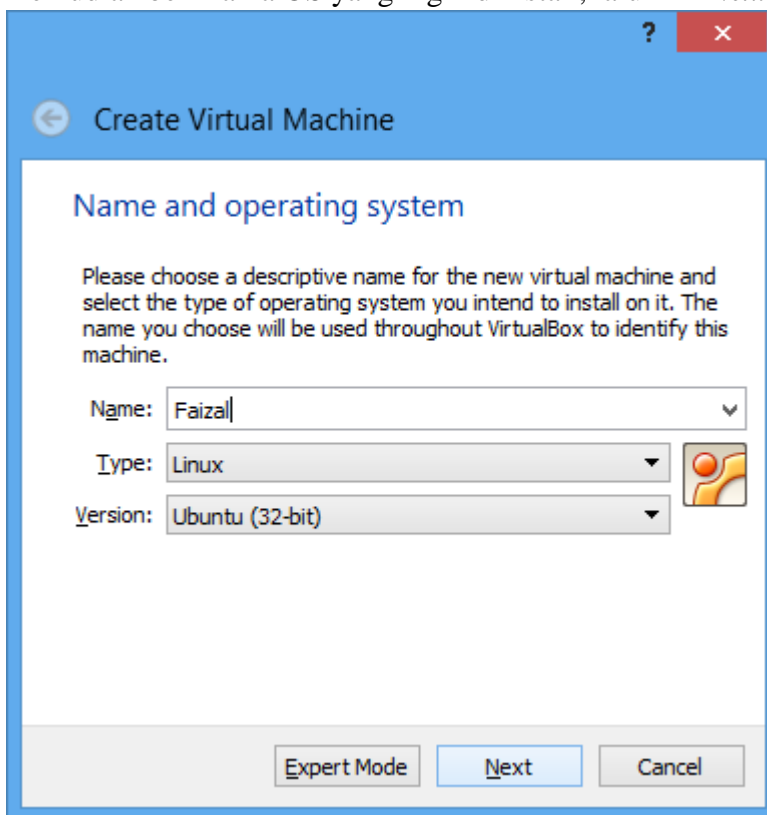 ?
Create Virtual Machine
Name and operating system
Please choose a descriptive name for the new virtual machine and
select the type of operating system you intend to install on it. The
name you choose will be used throughout VirtualBox to identify this
machine.
Name: Faizal
Type: Linux
Version: Ubuntu (32-bit)
Expert Mode Next Cancel